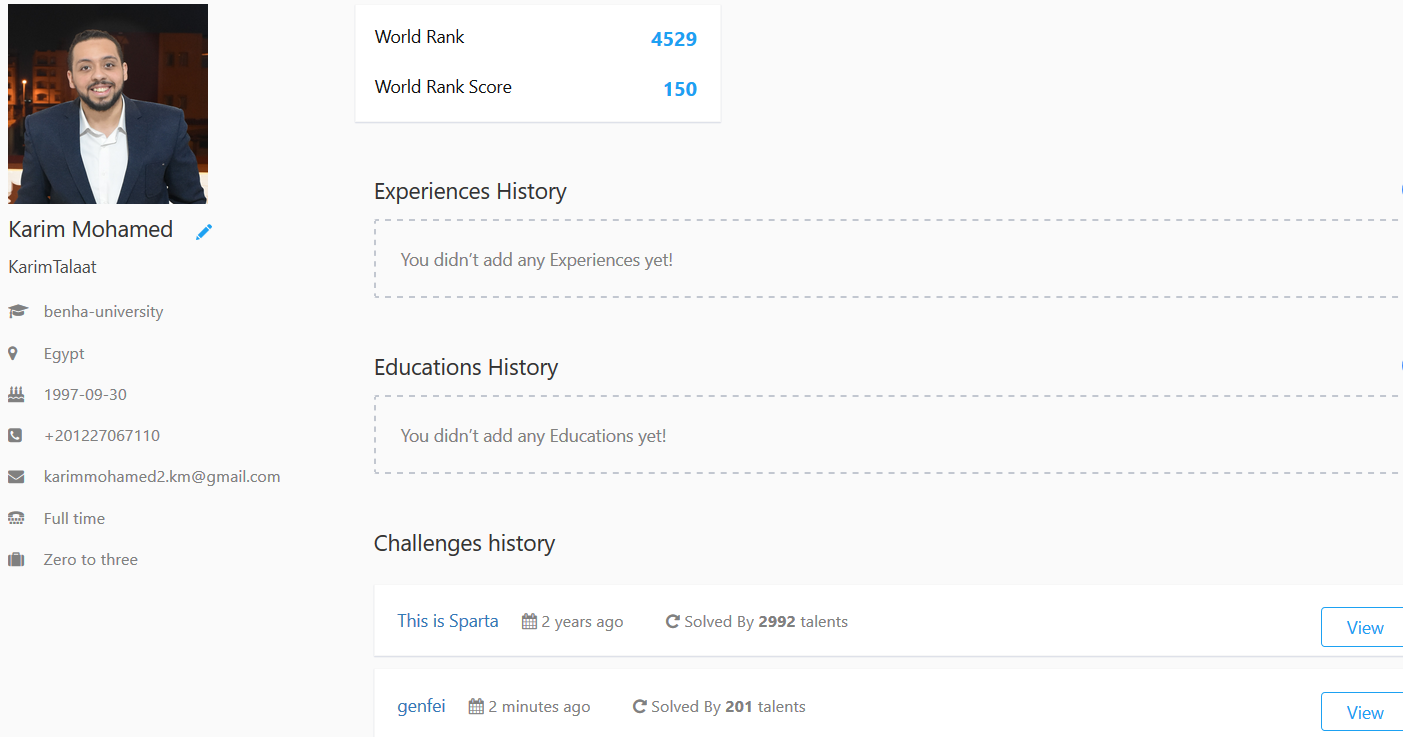 World Rank 4529
World Rank Score 150
Karim Mohamed
KarimTalaat
benha-university
Egypt
1997-09-30
+201227067110
karimmohamed2.km@gmail.com
Full time
Zero to three
Experiences History
You didn’t add any Experiences yet!
Educations History
You didn’t add any Educations yet!
Challenges history
This is Sparta 2 years ago Solved By 2992 talents View
genfei 2 minutes ago Solved By 201 talents View